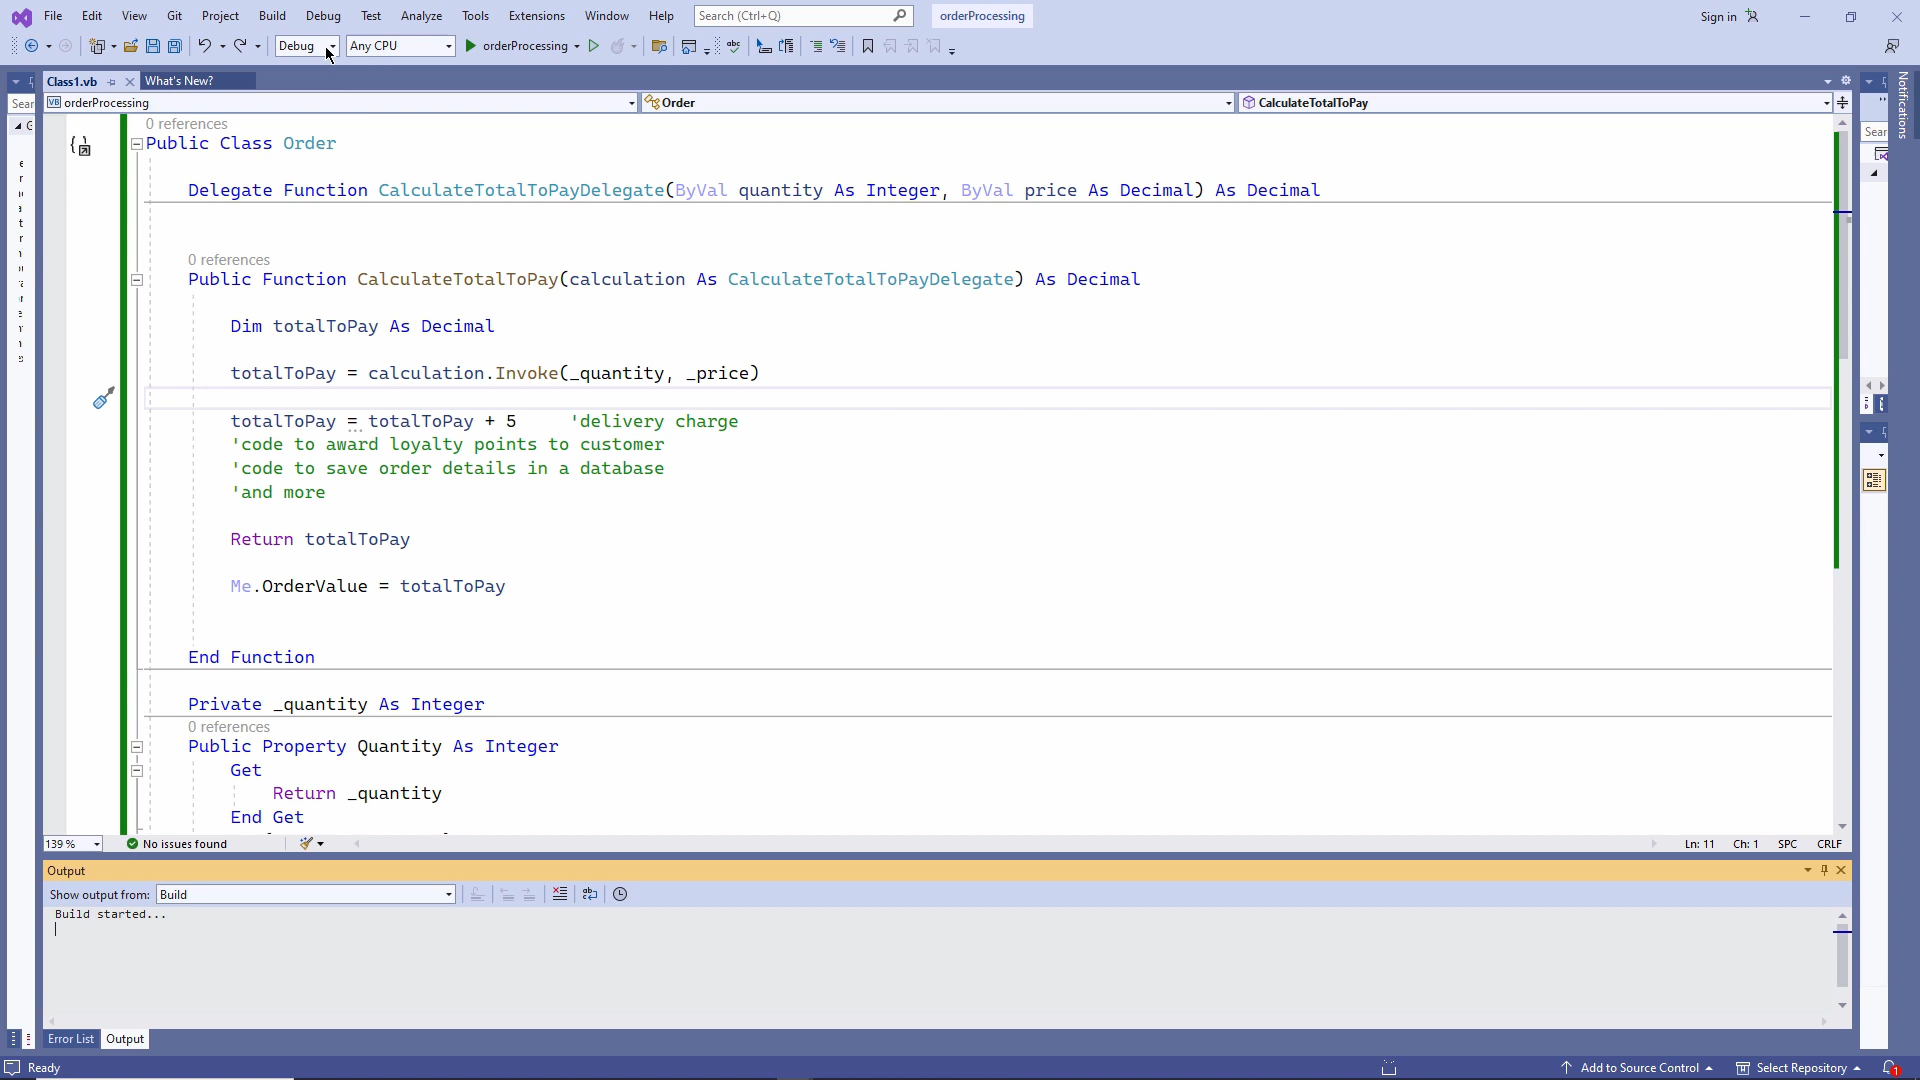 File Edit View Git Project Build Debug Test Analyze Tools Extensions Window Help Search (Ctrl+Q) orderProcessing Sign in
Debug Any CPU orderProcessing
Class1.vb What's New?
Sear VB orderProcessing Order CalculateTotalToPay
Notifications
Sear
0 references
Public Class Order
Delegate Function CalculateTotalToPayDelegate(ByVal quantity As Integer, ByVal price As Decimal) As Decimal
0 references
Public Function CalculateTotalToPay(calculation As CalculateTotalToPayDelegate) As Decimal
Dim totalToPay As Decimal
totalToPay = calculation.Invoke(_quantity, _price)
totalToPay = totalToPay + 5 'delivery charge
'code to award loyalty points to customer
'code to save order details in a database
'and more
Return totalToPay
Me.OrderValue = totalToPay
End Function
Private _quantity As Integer
0 references
Public Property Quantity As Integer
Get
Return _quantity
End Get
139 % No issues found Ln: 11 Ch: 1 SPC CRLF
Output
Show output from: Build
Build started...
Error List Output
Ready Add to Source Control Select Repository 1